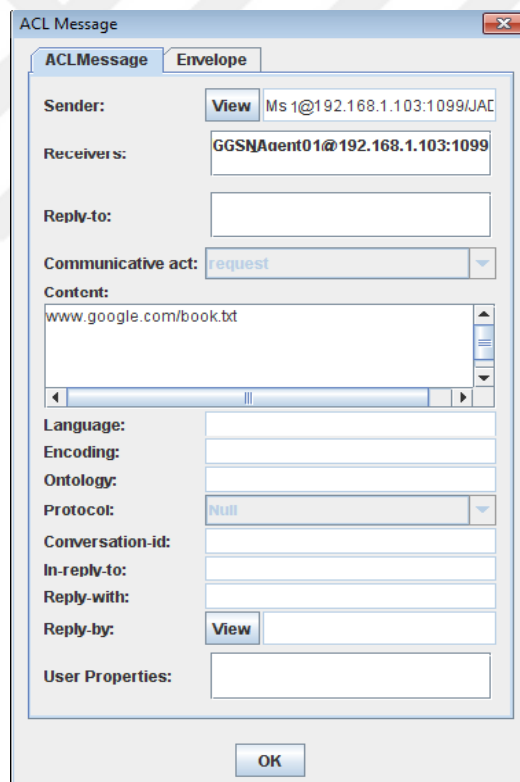 ACL Message
ACLMessage Envelope
Sender: View Ms1@192.168.1.103:1099/JAD
Receivers: GGSNAgent01@192.168.1.103:1099
Reply-to:
Communicative act: request
Content:
www.google.com/book.txt
Language:
Encoding:
Ontology:
Protocol: Null
Conversation-id:
In-reply-to:
Reply-with:
Reply-by: View
User Properties:
OK